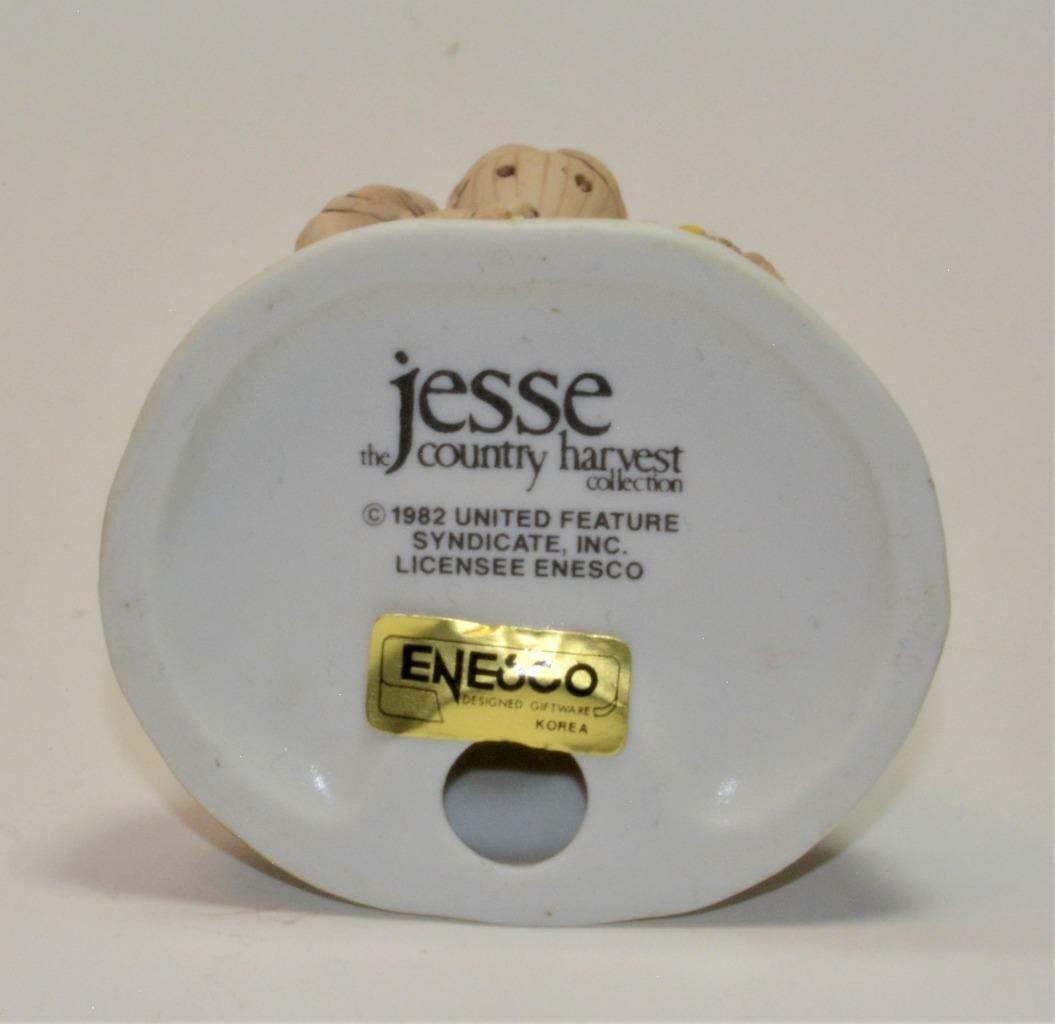 jesse
the country harvest
collection
© 1982 UNITED FEATURE
SYNDICATE, INC.
LICENSEE ENESCO
ENESCO
DESIGNED GIFTWARE
KOREA